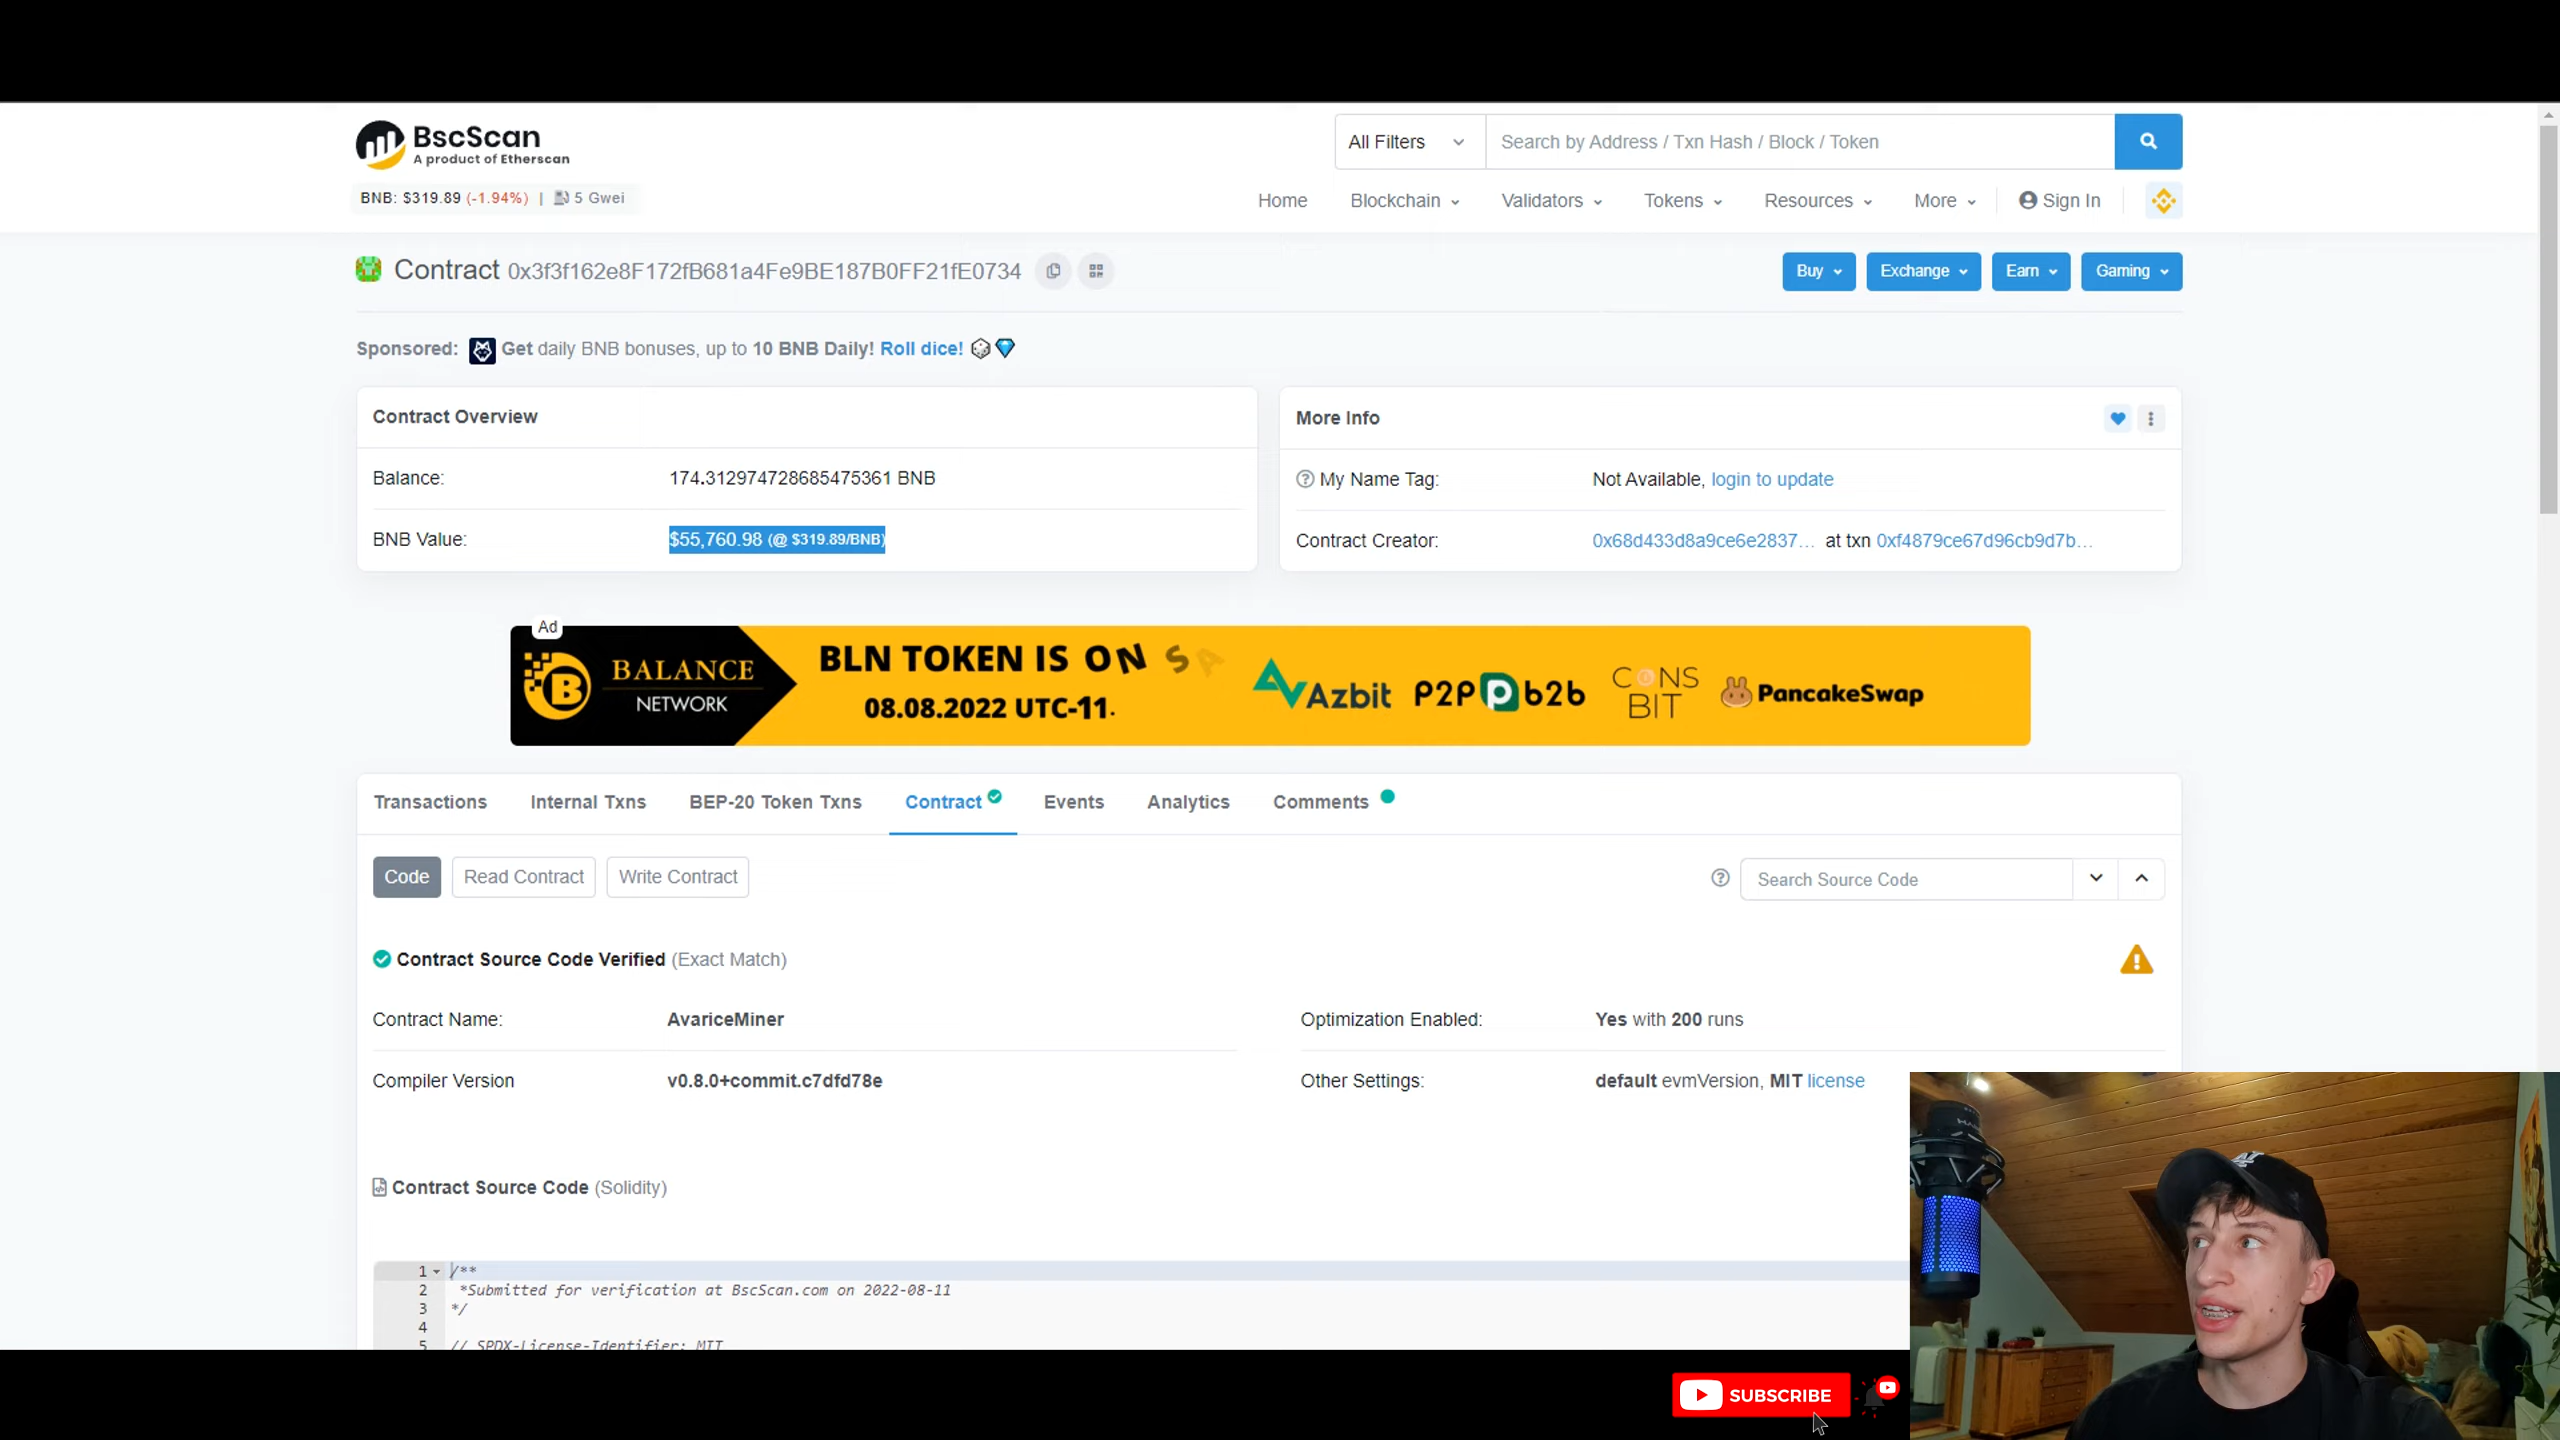 BscScan
A product of Etherscan
All Filters
Search by Address / Txn Hash / Block / Token
BNB: $319.89 (-1.94%) | 5 Gwei
Home Blockchain Validators Tokens Resources More Sign In
Contract 0x3f3f162e8F172fB681a4Fe9BE187B0FF21fE0734
Buy Exchange Earn Gaming
Sponsored: Get daily BNB bonuses, up to 10 BNB Daily! Roll dice!
Contract Overview
Balance: 174.312974728685475361 BNB
BNB Value: $55,760.98 (@ $319.89/BNB)
More Info
My Name Tag: Not Available, login to update
Contract Creator: 0x68d433d8a9ce6e2837... at txn 0xf4879ce67d96cb9d7b...
Ad
BALANCE
NETWORK
BLN TOKEN IS ON SA
08.08.2022 UTC-11.
Azbit P2P b2b
C NS
BIT
PancakeSwap
Transactions Internal Txns BEP-20 Token Txns Contract Events Analytics Comments
Code Read Contract Write Contract
Search Source Code
Contract Source Code Verified (Exact Match)
Contract Name: AvariceMiner
Optimization Enabled: Yes with 200 runs
Compiler Version v0.8.0+commit.c7dfd78e
Other Settings: default evmVersion, MIT license
Contract Source Code (Solidity)
1 /**
2 *Submitted for verification at BscScan.com on 2022-08-11
3 */
4
5 // SPDX-License-Identifier: MIT
SUBSCRIBE